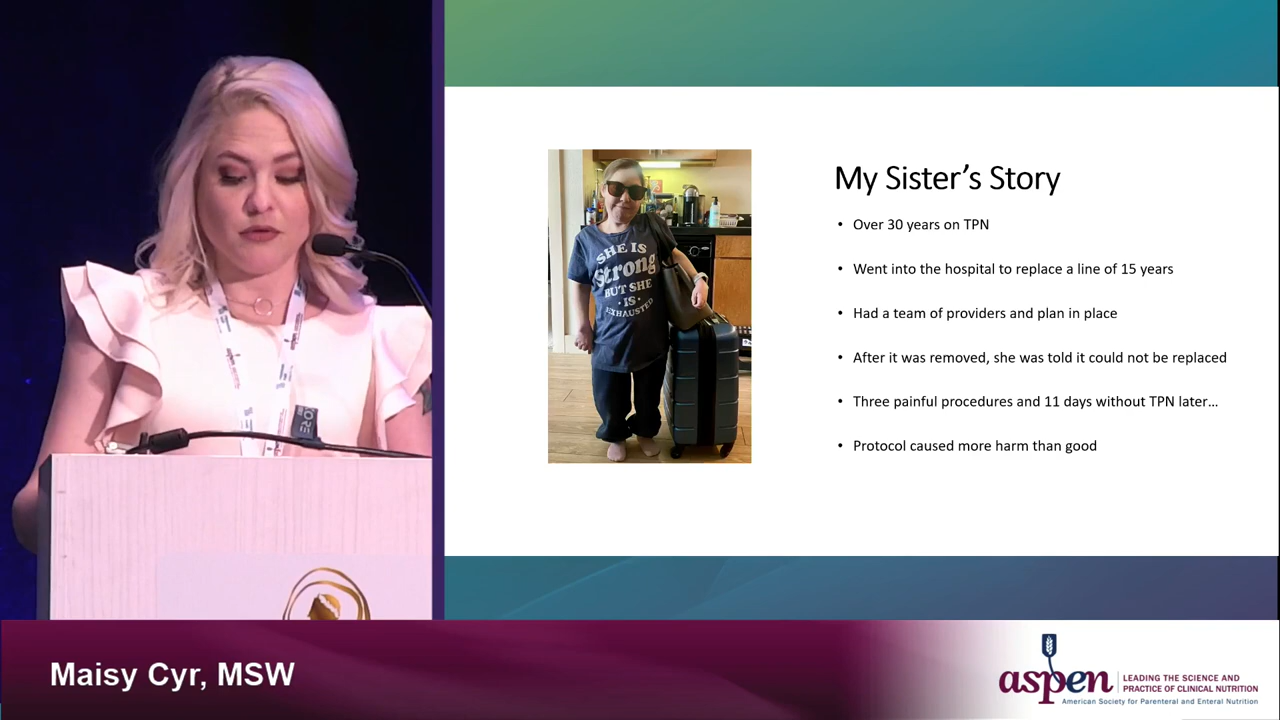 My Sister’s Story
• Over 30 years on TPN
• Went into the hospital to replace a line of 15 years
• Had a team of providers and plan in place
• After it was removed, she was told it could not be replaced
• Three painful procedures and 11 days without TPN later…
• Protocol caused more harm than good
SHE IS
Strong
BUT SHE
· IS ·
EXHAUSTED
Maisy Cyr, MSW
aspen
LEADING THE SCIENCE AND
PRACTICE OF CLINICAL NUTRITION
American Society for Parenteral and Enteral Nutrition